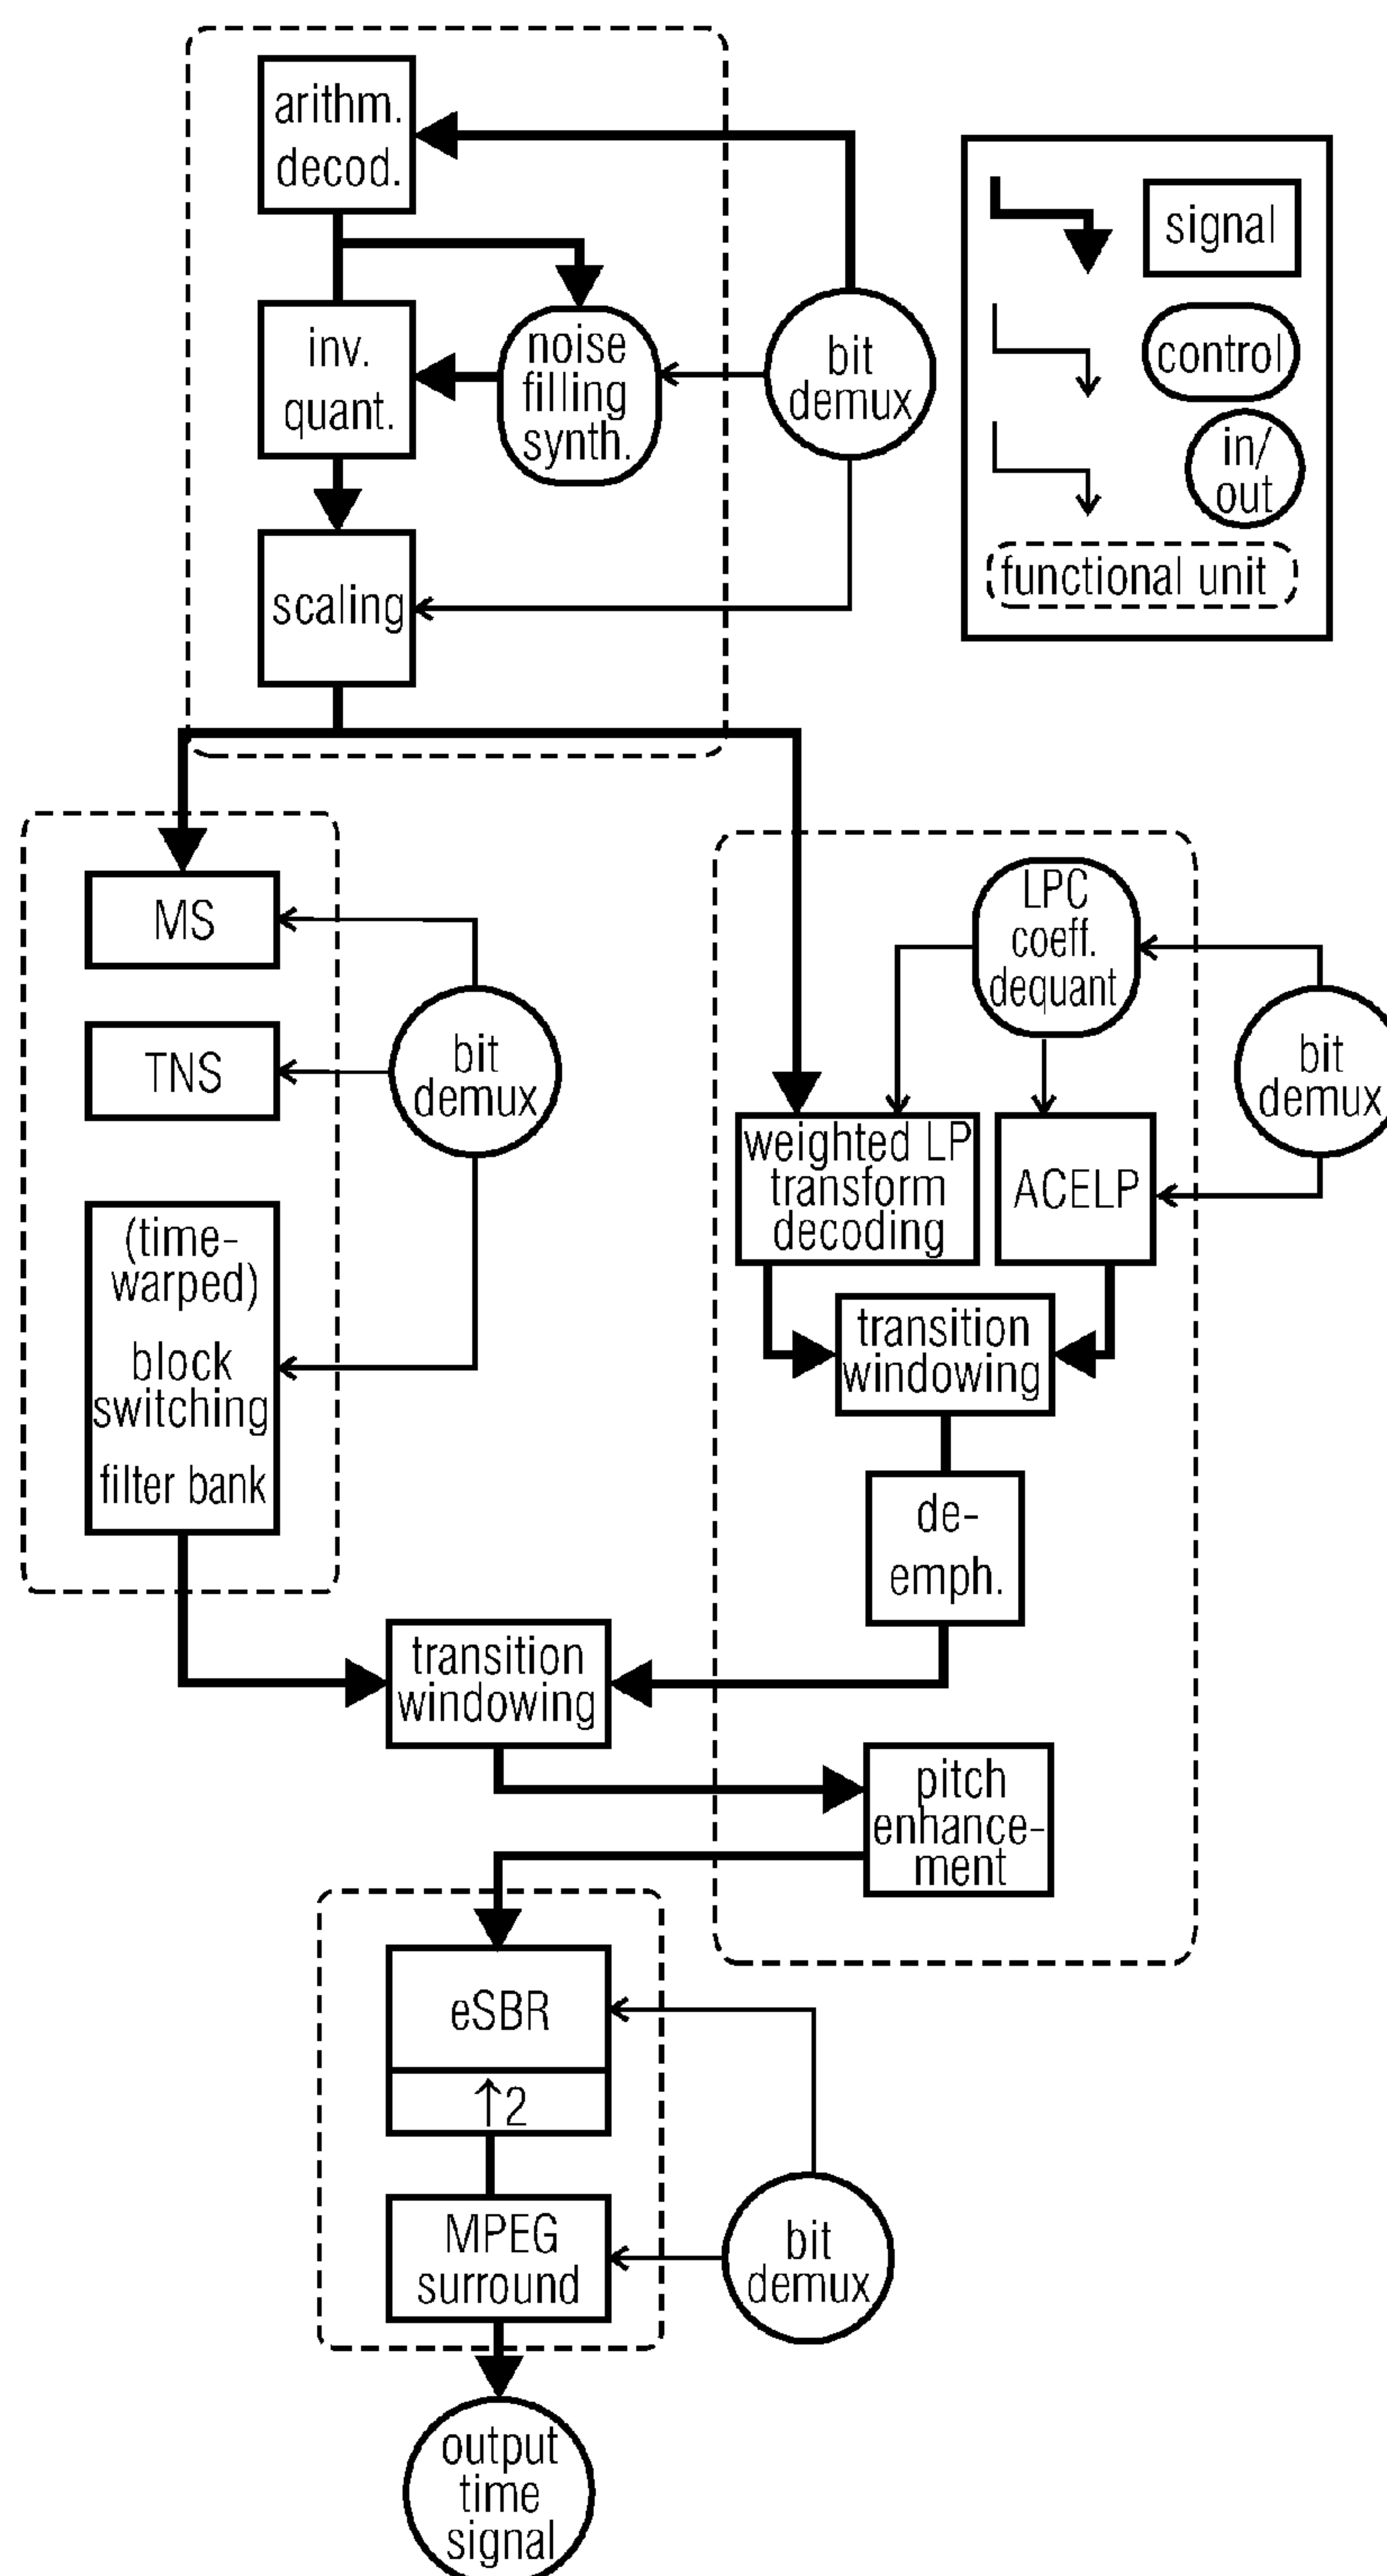 arithm.
decod.
inv.
quant.
noise
filling
synth.
bit
demux
scaling
signal
control
in/
out
functional unit
MS
TNS
bit
demux
(time-
warped)
block
switching
filter bank
LPC
coeff.
dequant
bit
demux
weighted LP
transform
decoding
ACELP
transition
windowing
de-
emph.
transition
windowing
pitch
enhance-
ment
eSBR
↑2
MPEG
surround
bit
demux
output
time
signal